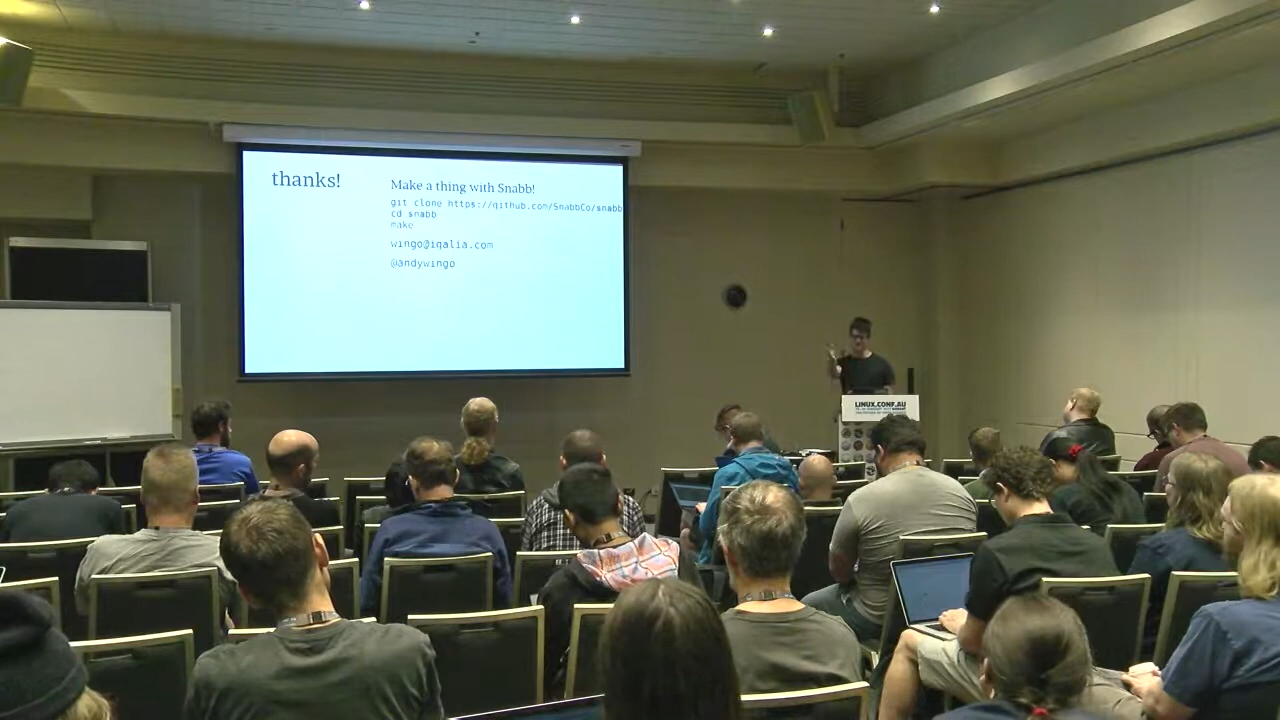 thanks!
Make a thing with Snabb!
git clone https://github.com/SnabbCo/snabb
cd snabb
make
wingo@igalia.com
@andywingo
LINUX.CONF.AU